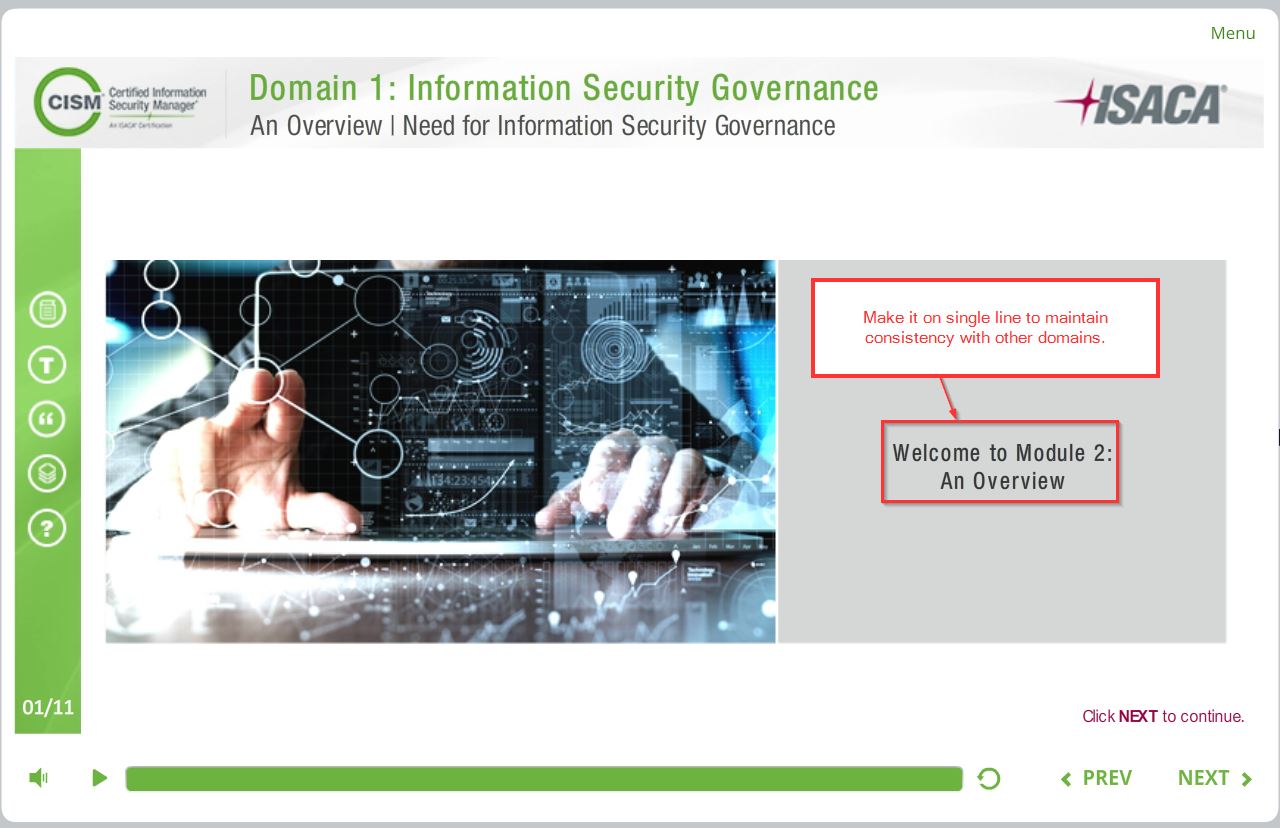 Menu
CISM
Certified Information
Security Manager®
An ISACA® Certification
Domain 1: Information Security Governance
An Overview | Need for Information Security Governance
ISACA®
Make it on single line to maintain
consistency with other domains.
Welcome to Module 2:
An Overview
T
“
?
01/11
Click NEXT to continue.
PREV
NEXT